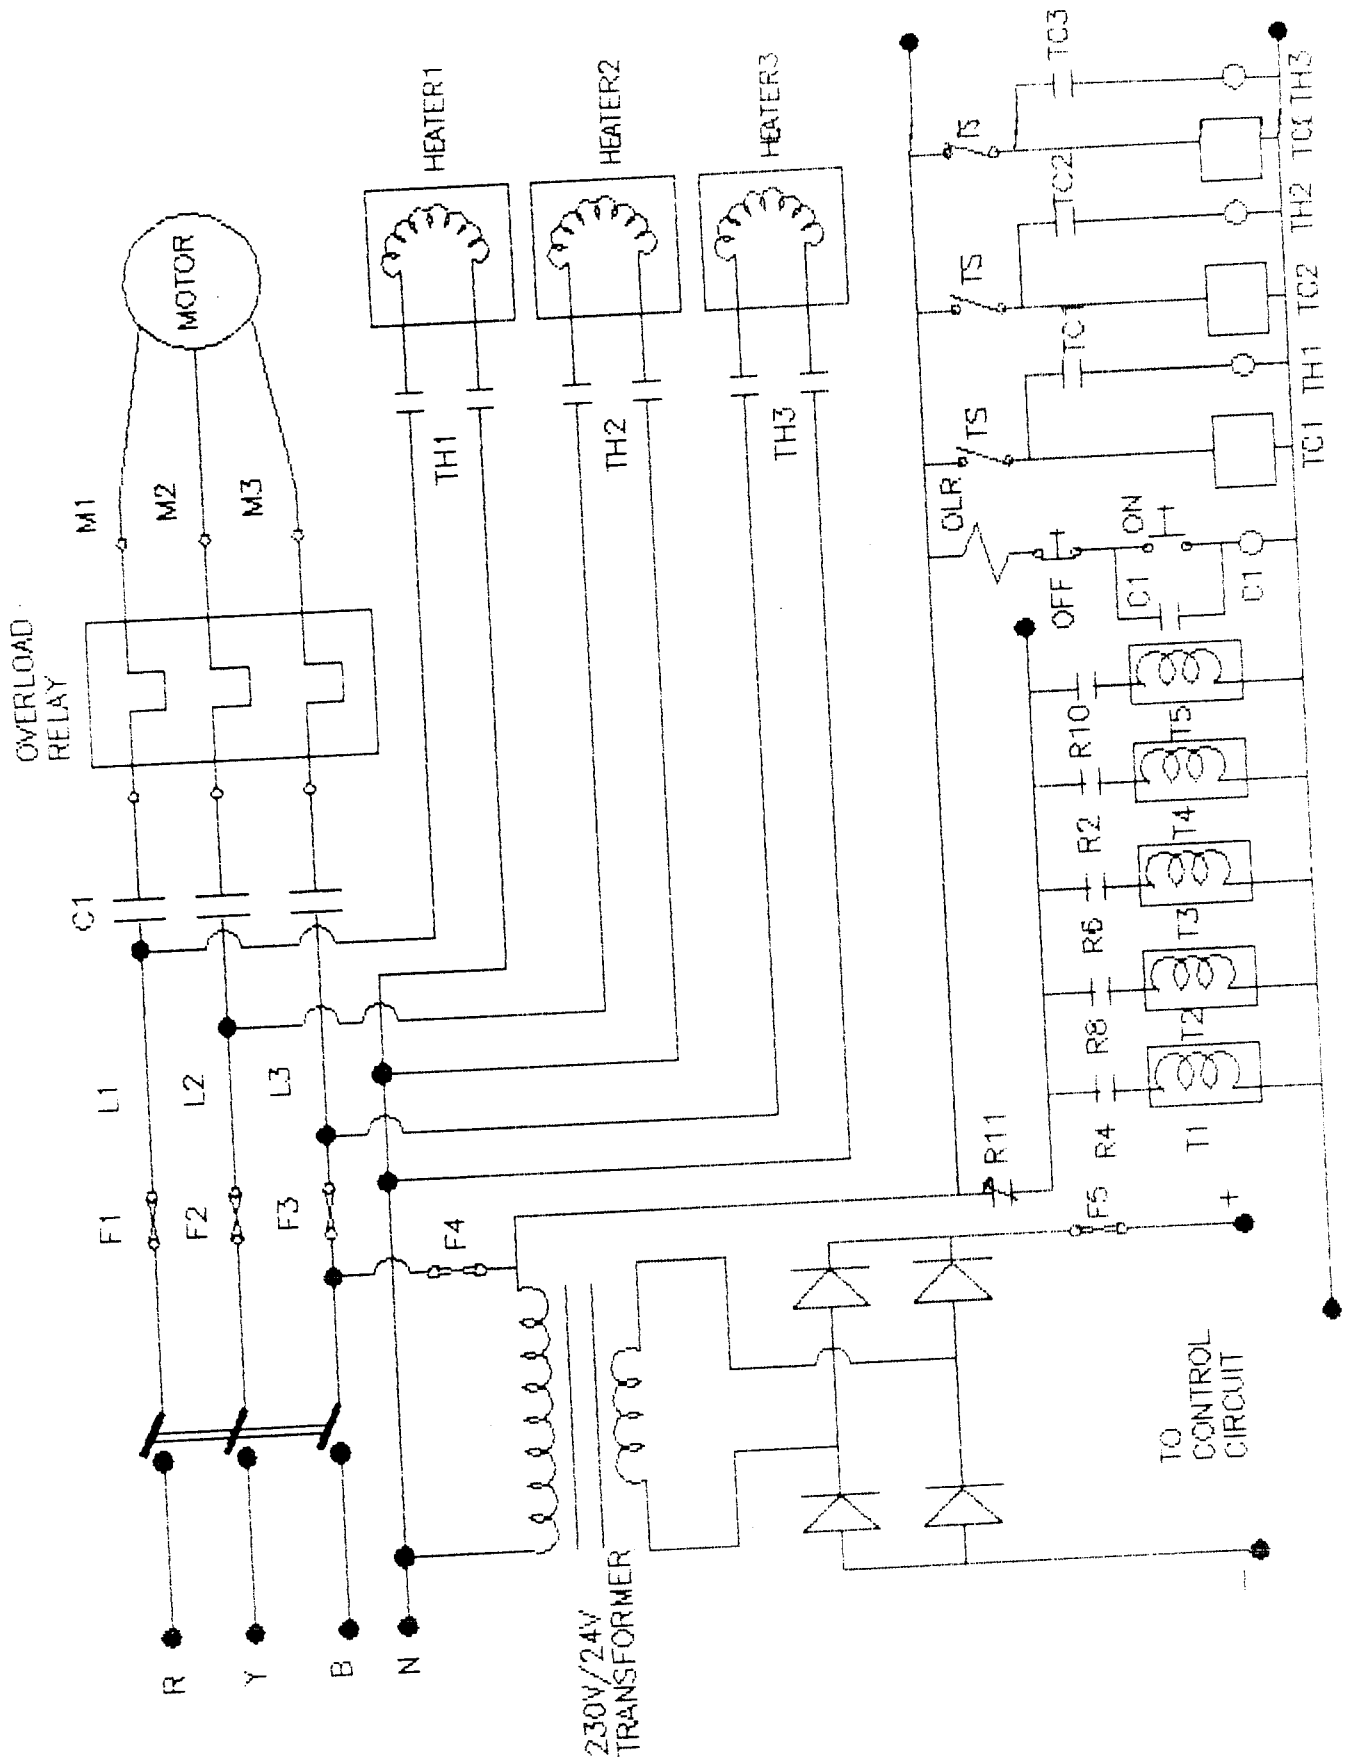 OVERLOAD
RELAY
MOTOR
M1
M2
M3
HEATER1
HEATER2
HEATER3
C1
TH1
TH2
TH3
L1
L2
L3
F1
F2
F3
F4
R
Y
B
N
230V/24V
TRANSFORMER
F5
+
-
TO
CONTROL
CIRCUIT
R11
R4
R8
R6
R2
R10
T1
T2
T3
T4
T5
OLR
OFF
ON
C1
C1
TS
TS
TC
TC2
TC3
TC1
TH1
TC2
TH2
TH3